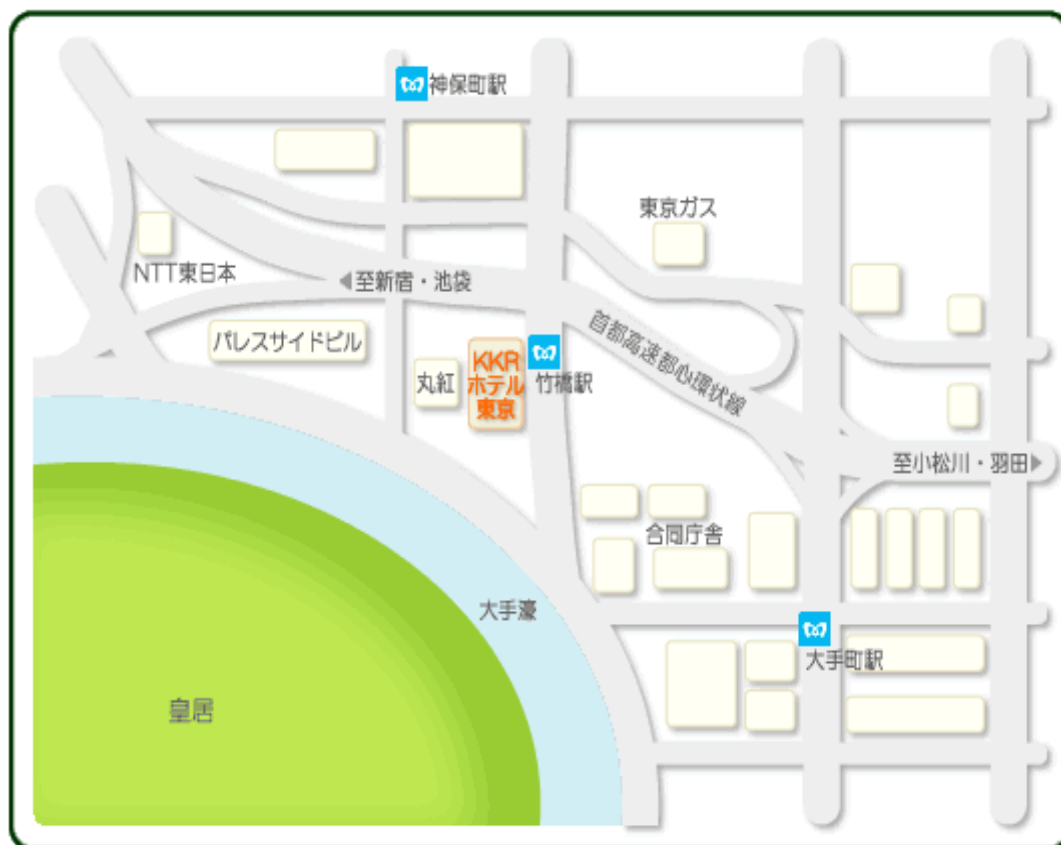 神保町駅
東京ガス
NTT東日本
至新宿・池袋
首都高速都心環状線
パレスサイドビル
丸紅
KKR
ホテル
東京
竹橋駅
至小松川・羽田
合同庁舎
大手濠
大手町駅
皇居